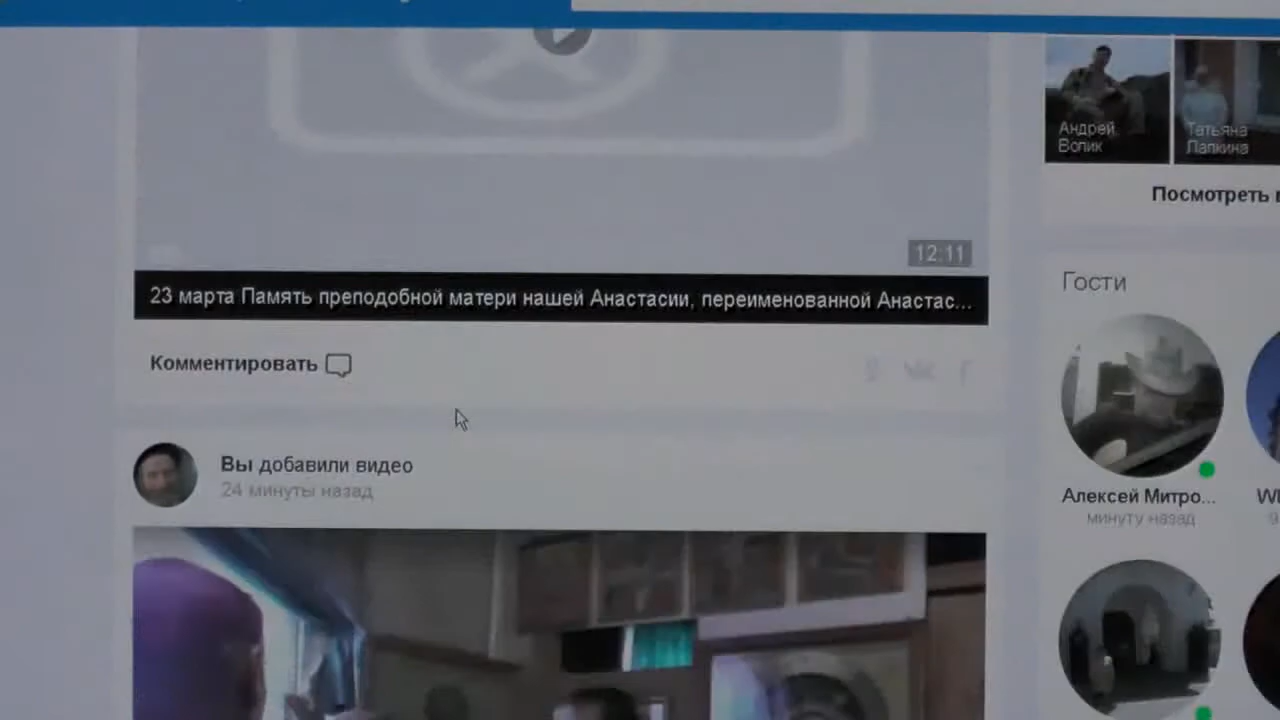 Андрей
Волик
Татьяна
Лапкина
Посмотреть
12:11
23 марта Память преподобной матери нашей Анастасии, переименованной Анастас...
Гости
Комментировать
Вы добавили видео
24 минуты назад
Алексей Митро...
минуту назад